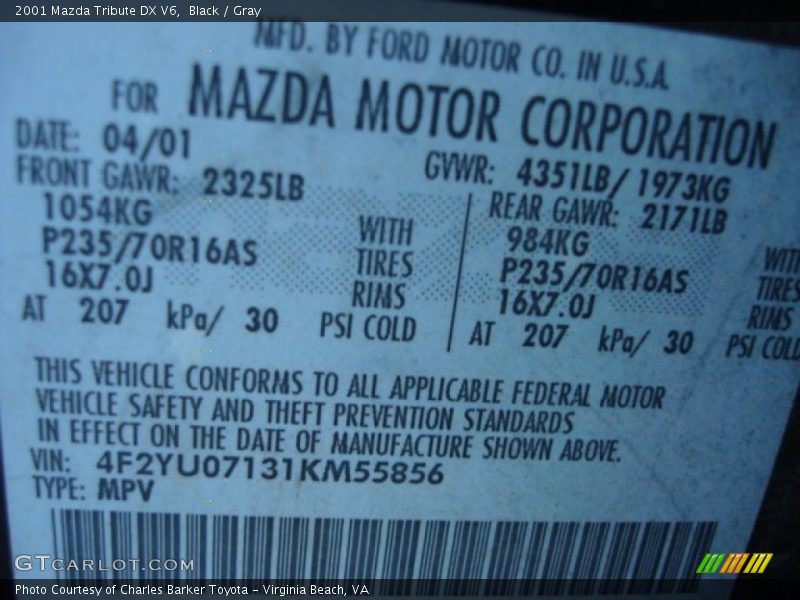 2001 Mazda Tribute DX V6, Black / Gray
MFD. BY FORD MOTOR CO. IN U.S.A.
FOR MAZDA MOTOR CORPORATION
DATE: 04/01 GVWR: 4351LB/ 1973KG
FRONT GAWR: 2325LB REAR GAWR: 2171LB
1054KG WITH 984KG WITH
P235/70R16AS TIRES P235/70R16AS TIRES
16X7.0J RIMS 16X7.0J RIMS
AT 207 kPa/ 30 PSI COLD AT 207 kPa/ 30 PSI COLD
THIS VEHICLE CONFORMS TO ALL APPLICABLE FEDERAL MOTOR
VEHICLE SAFETY AND THEFT PREVENTION STANDARDS
IN EFFECT ON THE DATE OF MANUFACTURE SHOWN ABOVE.
VIN: 4F2YU07131KM55856
TYPE: MPV
GTCARLOT.COM
Photo Courtesy of Charles Barker Toyota – Virginia Beach, VA